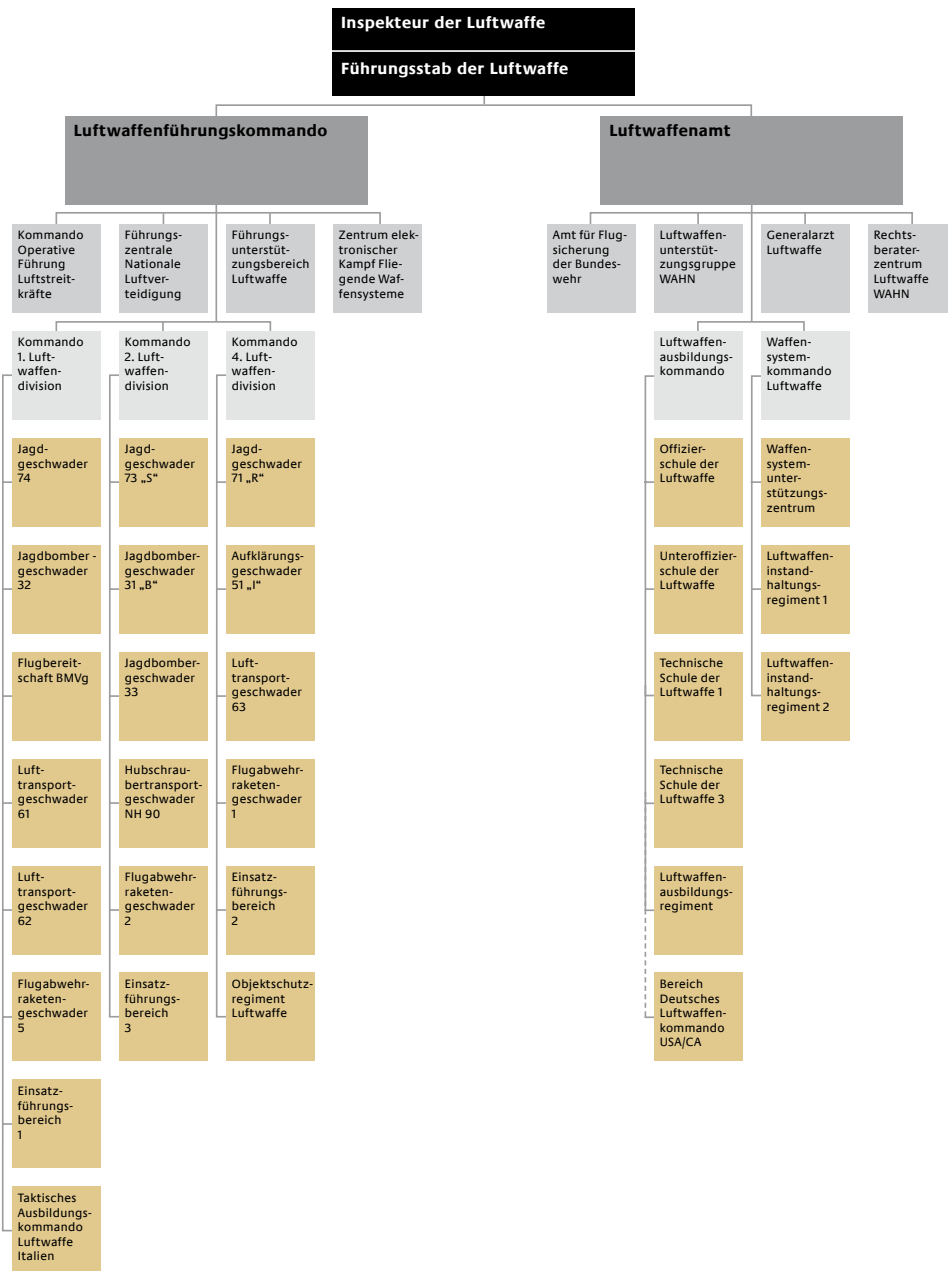 Inspekteur der Luftwaffe
Führungsstab der Luftwaffe
Luftwaffenführungskommando
Luftwaffenamt
Kommando
Operative
Führung
Luftstreit-
kräfte
Führungs-
zentrale
Nationale
Luftver-
teidigung
Führungs-
unterstüt-
zungsbereich
Luftwaffe
Zentrum elek-
tronischer
Kampf Flie-
gende Waf-
fensysteme
Amt für Flug-
sicherung
der Bundes-
wehr
Luftwaffen-
unterstüt-
zungsgruppe
WAHN
Generalarzt
Luftwaffe
Rechts-
berater-
zentrum
Luftwaffe
WAHN
Kommando
1. Luft-
waffen-
division
Kommando
2. Luft-
waffen-
division
Kommando
4. Luft-
waffen-
division
Luftwaffen-
ausbildungs-
kommando
Waffen-
system-
kommando
Luftwaffe
Jagd-
geschwader
74
Jagd-
geschwader
73 „S“
Jagd-
geschwader
71 „R“
Offizier-
schule der
Luftwaffe
Waffen-
system-
unter-
stützungs-
zentrum
Jagdbomber -
geschwader
32
Jagdbomber-
geschwader
31 „B“
Aufklärungs-
geschwader
51 „I“
Unteroffizier-
schule der
Luftwaffe
Luftwaffen-
instand-
haltungs-
regiment 1
Flugbereit-
schaft BMVg
Jagdbomber-
geschwader
33
Luft-
transport-
geschwader
63
Technische
Schule der
Luftwaffe 1
Luftwaffen-
instand-
haltungs-
regiment 2
Luft-
transport-
geschwader
61
Hubschrau-
bertransport-
geschwader
NH 90
Flugabwehr-
raketen-
geschwader
1
Technische
Schule der
Luftwaffe 3
Luft-
transport-
geschwader
62
Flugabwehr-
raketen-
geschwader
2
Einsatz-
führungs-
bereich
2
Luftwaffen-
ausbildungs-
regiment
Flugabwehr-
raketen-
geschwader
5
Einsatz-
führungs-
bereich
3
Objektschutz-
regiment
Luftwaffe
Bereich
Deutsches
Luftwaffen-
kommando
USA/CA
Einsatz-
führungs-
bereich
1
Taktisches
Ausbildungs-
kommando
Luftwaffe
Italien